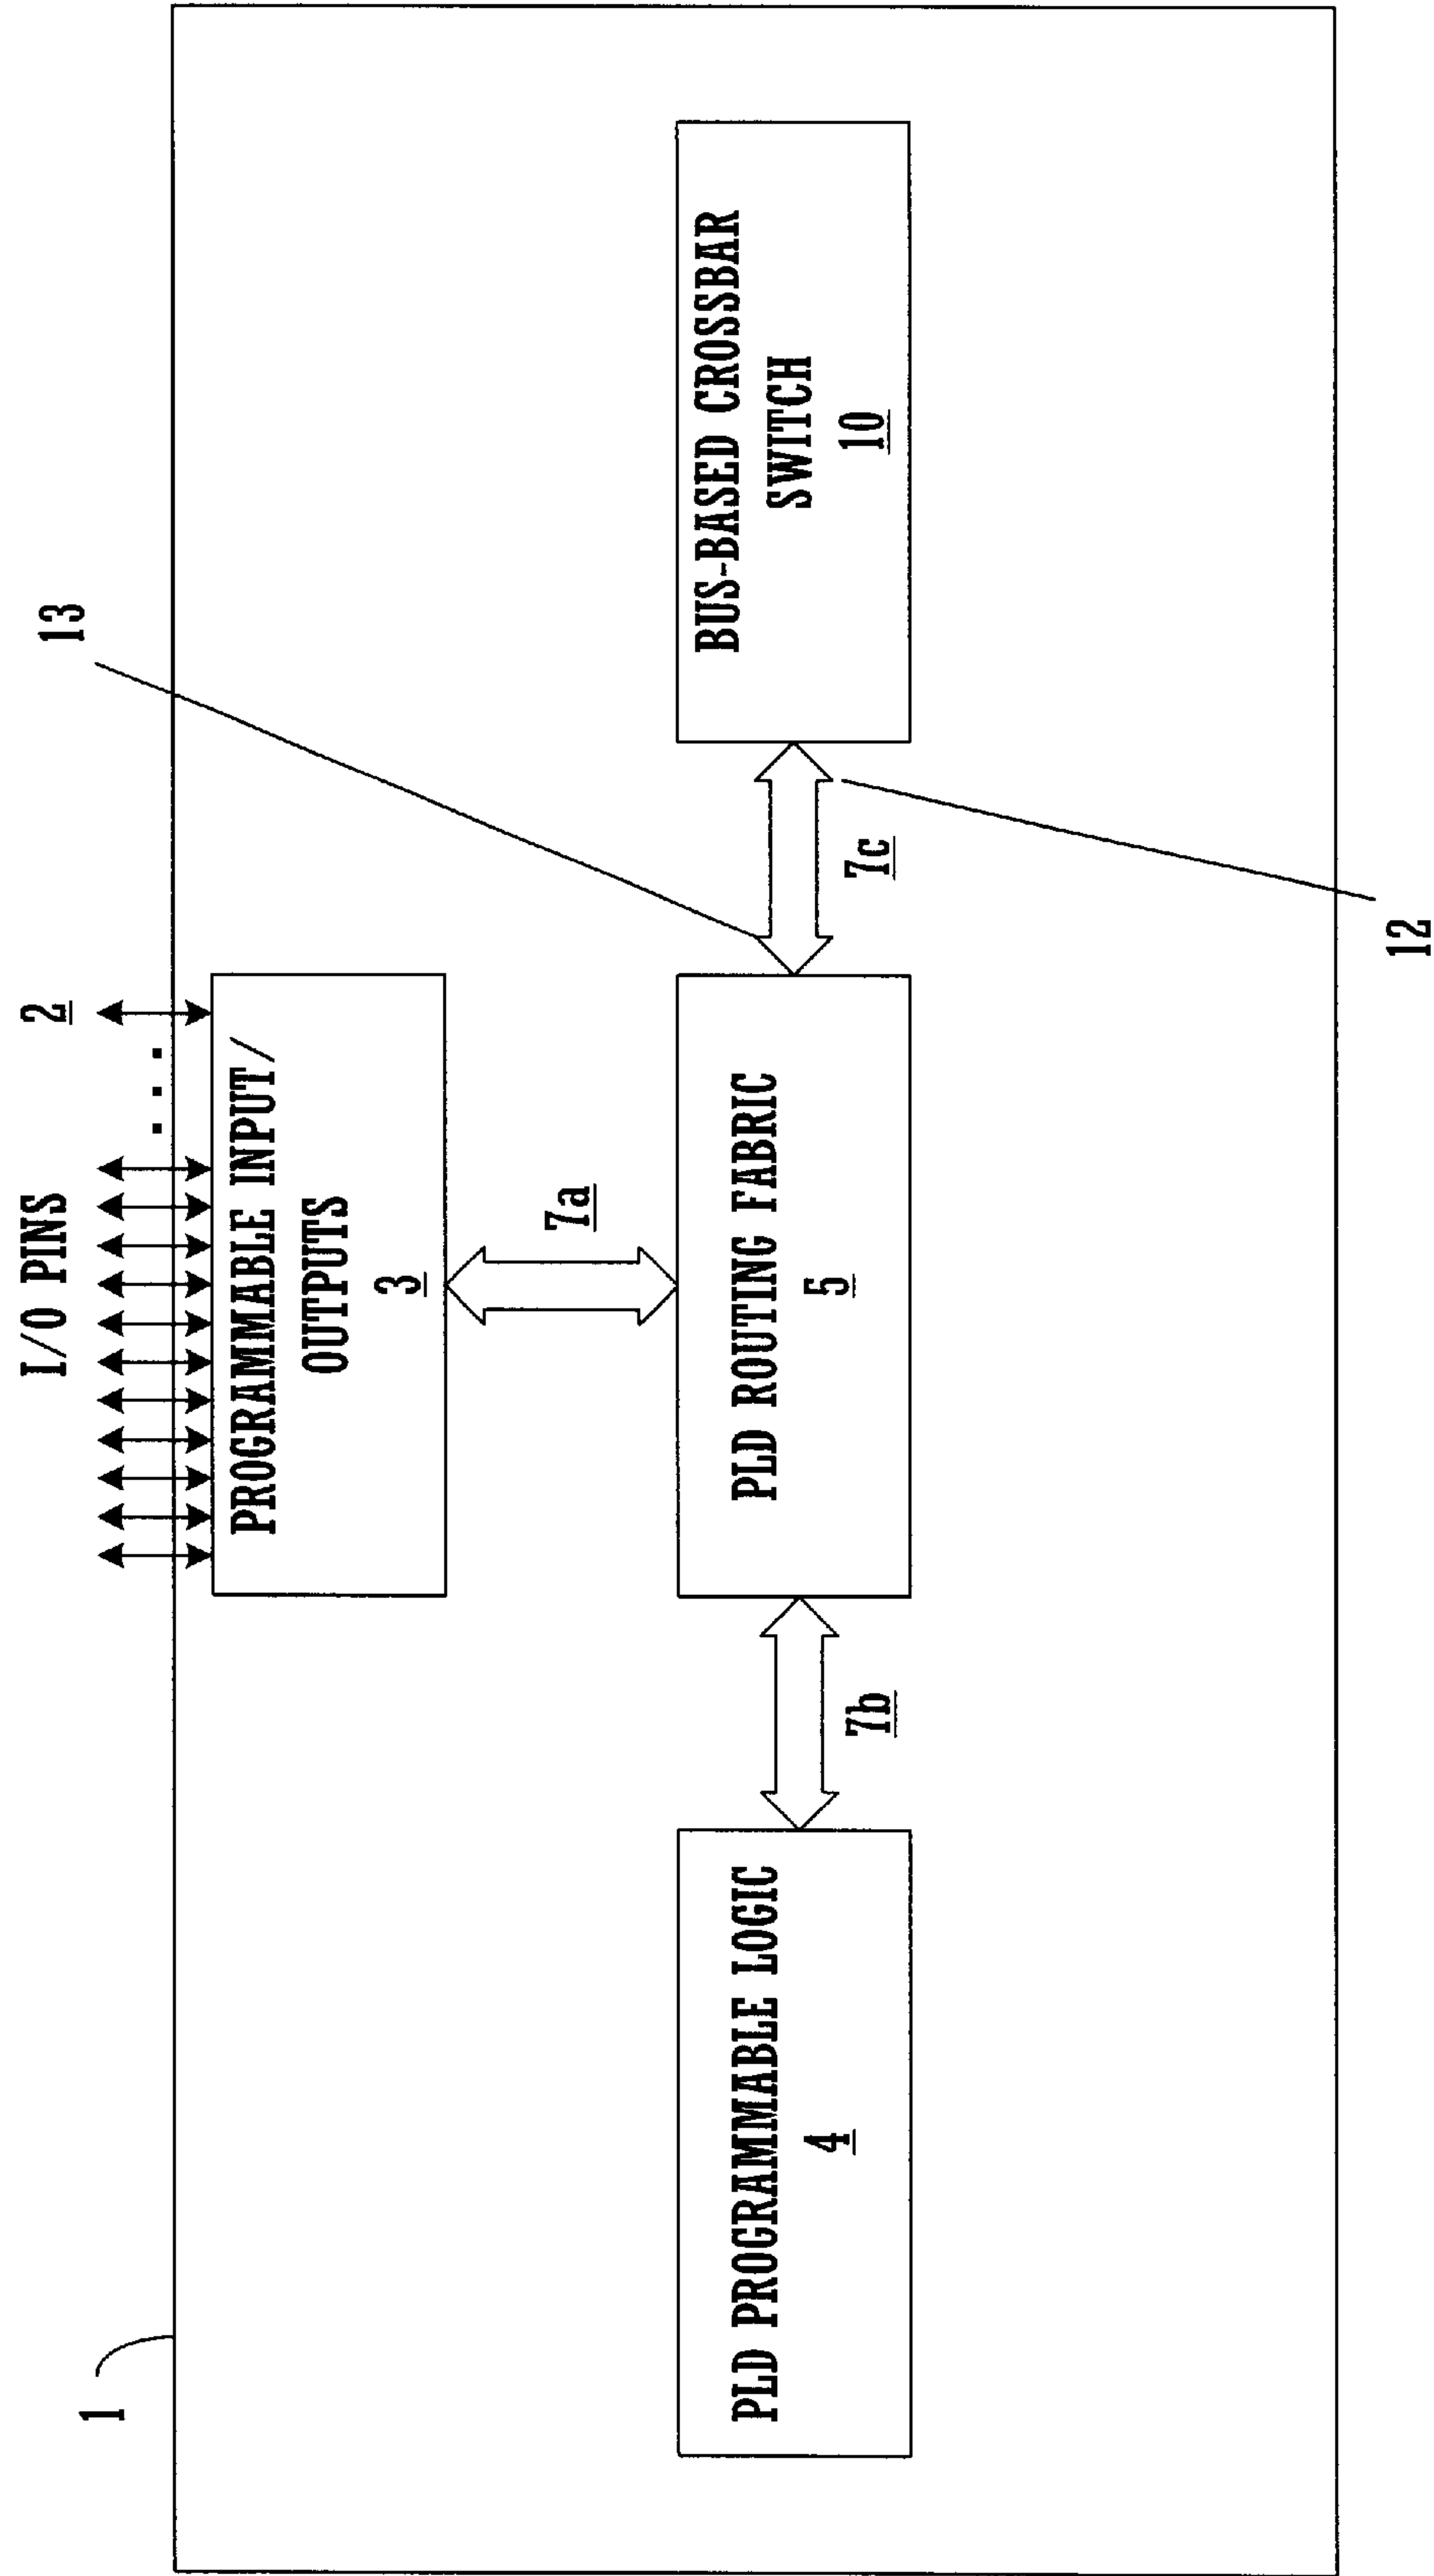 I/O PINS
2
1
13
PROGRAMMABLE INPUT/
OUTPUTS
3
7a
PLD PROGRAMMABLE LOGIC
4
7b
PLD ROUTING FABRIC
5
7c
BUS-BASED CROSSBAR
SWITCH
10
12